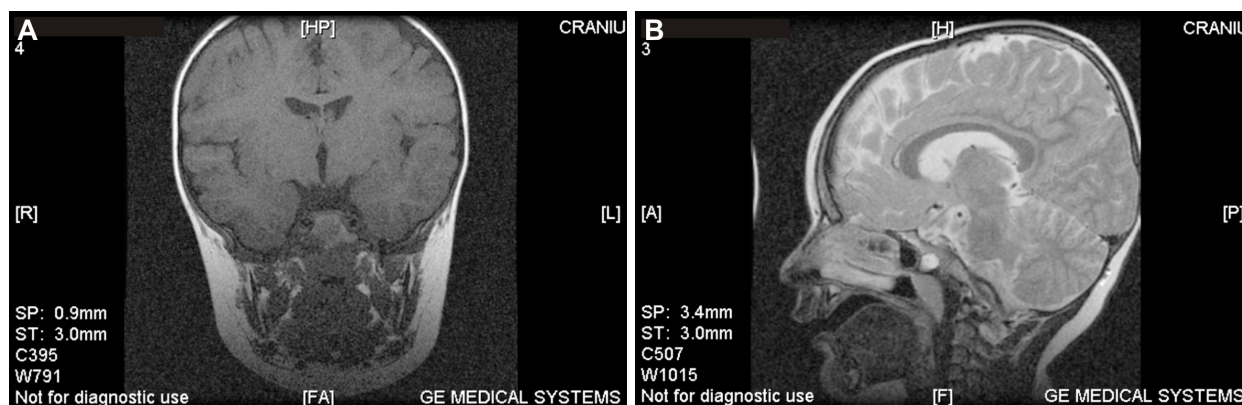 A
4
[HP]
CRANIU
[R]
[L]
SP: 0.9mm
ST: 3.0mm
C395
W791
Not for diagnostic use
[FA]
GE MEDICAL SYSTEMS
B
3
[H]
CRANIU
[A]
[P]
SP: 3.4mm
ST: 3.0mm
C507
W1015
Not for diagnostic use
[F]
GE MEDICAL SYSTEMS